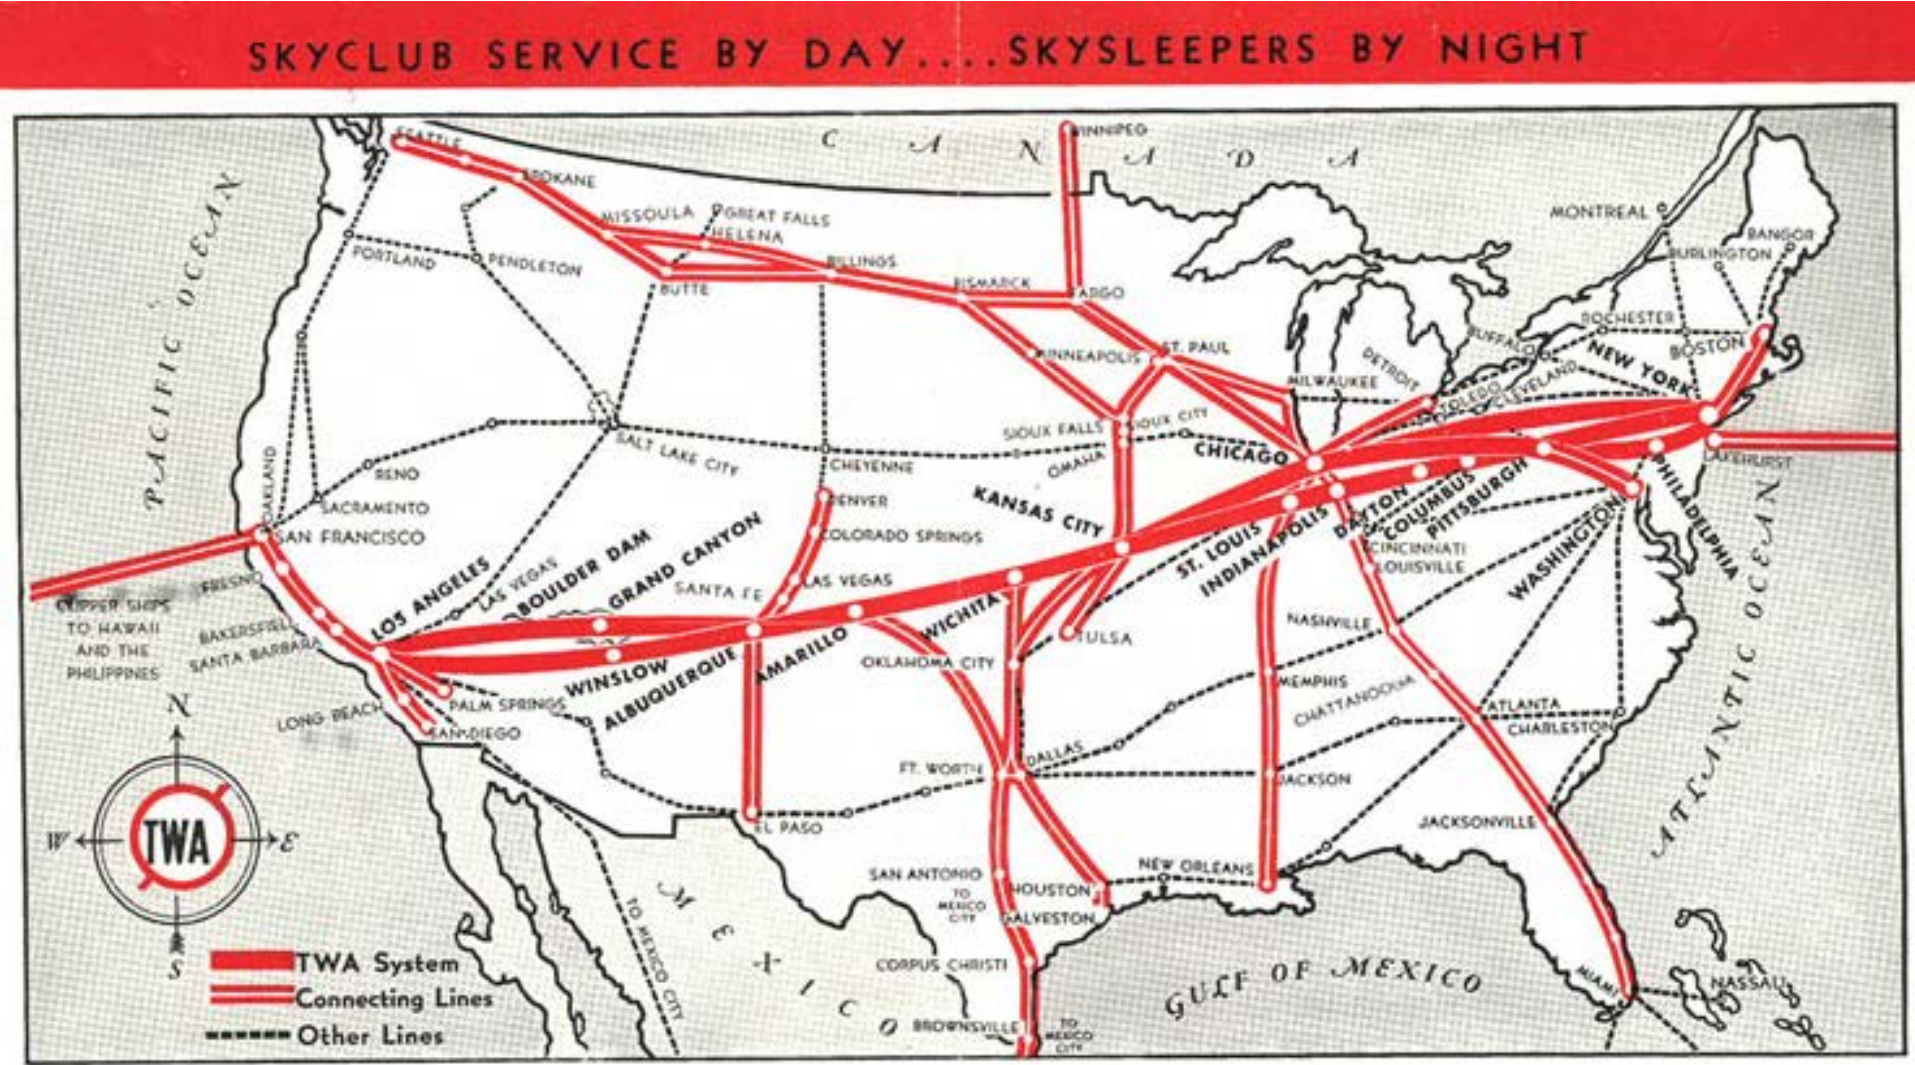 SKYCLUB SERVICE BY DAY....SKYSLEEPERS BY NIGHT
CANADA
PACIFIC OCEAN
ATLANTIC OCEAN
GULF OF MEXICO
MEXICO
SEATTLE
SPOKANE
WINNIPEG
MISSOULA
GREAT FALLS
HELENA
MONTREAL
BANGOR
BURLINGTON
PORTLAND
PENDLETON
BUTTE
BILLINGS
BISMARCK
FARGO
ROCHESTER
BUFFALO
BOSTON
NEW YORK
MINNEAPOLIS
ST. PAUL
MILWAUKEE
DETROIT
TOLEDO
CLEVELAND
SIOUX FALLS
SIOUX CITY
OMAHA
CHICAGO
LAKEHURST
SALT LAKE CITY
CHEYENNE
RENO
OAKLAND
SACRAMENTO
SAN FRANCISCO
DENVER
COLORADO SPRINGS
KANSAS CITY
ST. LOUIS
INDIANAPOLIS
DAYTON
COLUMBUS
PITTSBURGH
PHILADELPHIA
WASHINGTON
CINCINNATI
LOUISVILLE
CLIPPER SHIPS
TO HAWAII
AND THE
PHILIPPINES
FRESNO
BAKERSFIELD
SANTA BARBARA
LOS ANGELES
LAS VEGAS
BOULDER DAM
GRAND CANYON
SANTA FE
LAS VEGAS
WICHITA
TULSA
NASHVILLE
LONG BEACH
PALM SPRINGS
SAN DIEGO
WINSLOW
ALBUQUERQUE
AMARILLO
OKLAHOMA CITY
MEMPHIS
CHATTANOOGA
ATLANTA
CHARLESTON
FT. WORTH
DALLAS
JACKSON
EL PASO
JACKSONVILLE
SAN ANTONIO
TO
MEXICO
CITY
HOUSTON
GALVESTON
NEW ORLEANS
CORPUS CHRISTI
BROWNSVILLE
TO
MEXICO
CITY
TO MEXICO CITY
MIAMI
NASSAU
N
W
TWA
E
S
TWA System
Connecting Lines
Other Lines